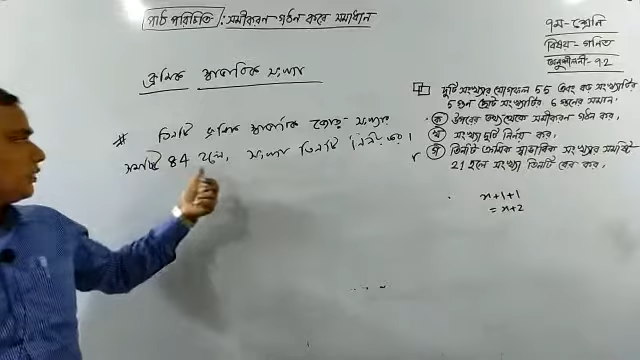 পাঠ পরিচিতি : সমীকরণ গঠন করে সমাধান
৭ম - শ্রেণি
বিষয় - গণিত
অনুশীলনী - ৭.২
ক্রমিক স্বাভাবিক সংখ্যা
# তিনটি ক্রমিক স্বাভাবিক জোড় - সংখ্যার
সমষ্টি 84 হলে, সংখ্যা তিনটি নির্ণয় কর।
দুটি সংখ্যার যোগফল 55 এবং বড় সংখ্যাটির
5 গুণ ছোট সংখ্যাটির 6 গুণের সমান।
ক) উপরের তথ্য থেকে সমীকরণ গঠন কর,
খ) সংখ্যা দুটি নির্ণয় কর,
গ) তিনটি ক্রমিক স্বাভাবিক সংখ্যার সমষ্টি
21 হলে সংখ্যা তিনটি বের কর,
x+1+1
= x+2